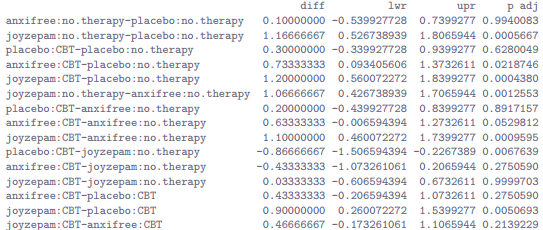 diff lwr upr p adj
anxifree:no.therapy-placebo:no.therapy 0.10000000 -0.539927728 0.7399277 0.9940083
joyzepam:no.therapy-placebo:no.therapy 1.16666667 0.526738939 1.8065944 0.0005667
placebo:CBT-placebo:no.therapy 0.30000000 -0.339927728 0.9399277 0.6280049
anxifree:CBT-placebo:no.therapy 0.73333333 0.093405606 1.3732611 0.0218746
joyzepam:CBT-placebo:no.therapy 1.20000000 0.560072272 1.8399277 0.0004380
joyzepam:no.therapy-anxifree:no.therapy 1.06666667 0.426738939 1.7065944 0.0012553
placebo:CBT-anxifree:no.therapy 0.20000000 -0.439927728 0.8399277 0.8917157
anxifree:CBT-anxifree:no.therapy 0.63333333 -0.006594394 1.2732611 0.0529812
joyzepam:CBT-anxifree:no.therapy 1.10000000 0.460072272 1.7399277 0.0009595
placebo:CBT-joyzepam:no.therapy -0.86666667 -1.506594394 -0.2267389 0.0067639
anxifree:CBT-joyzepam:no.therapy -0.43333333 -1.073261061 0.2065944 0.2750590
joyzepam:CBT-joyzepam:no.therapy 0.03333333 -0.606594394 0.6732611 0.9999703
anxifree:CBT-placebo:CBT 0.43333333 -0.206594394 1.0732611 0.2750590
joyzepam:CBT-placebo:CBT 0.90000000 0.260072272 1.5399277 0.0050693
joyzepam:CBT-anxifree:CBT 0.46666667 -0.173261061 1.1065944 0.2139229